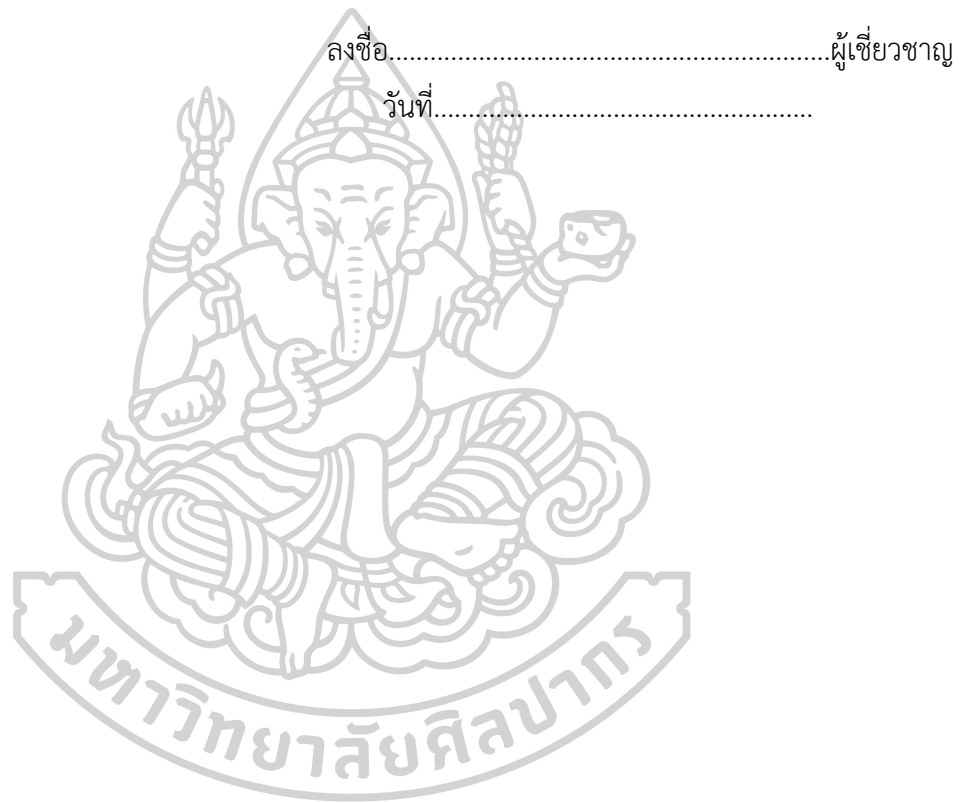 ลงชื่อ................................................................ผู้เชี่ยวชาญ
วันที่.......................................................
มหาวิทยาลัยศิลปากร